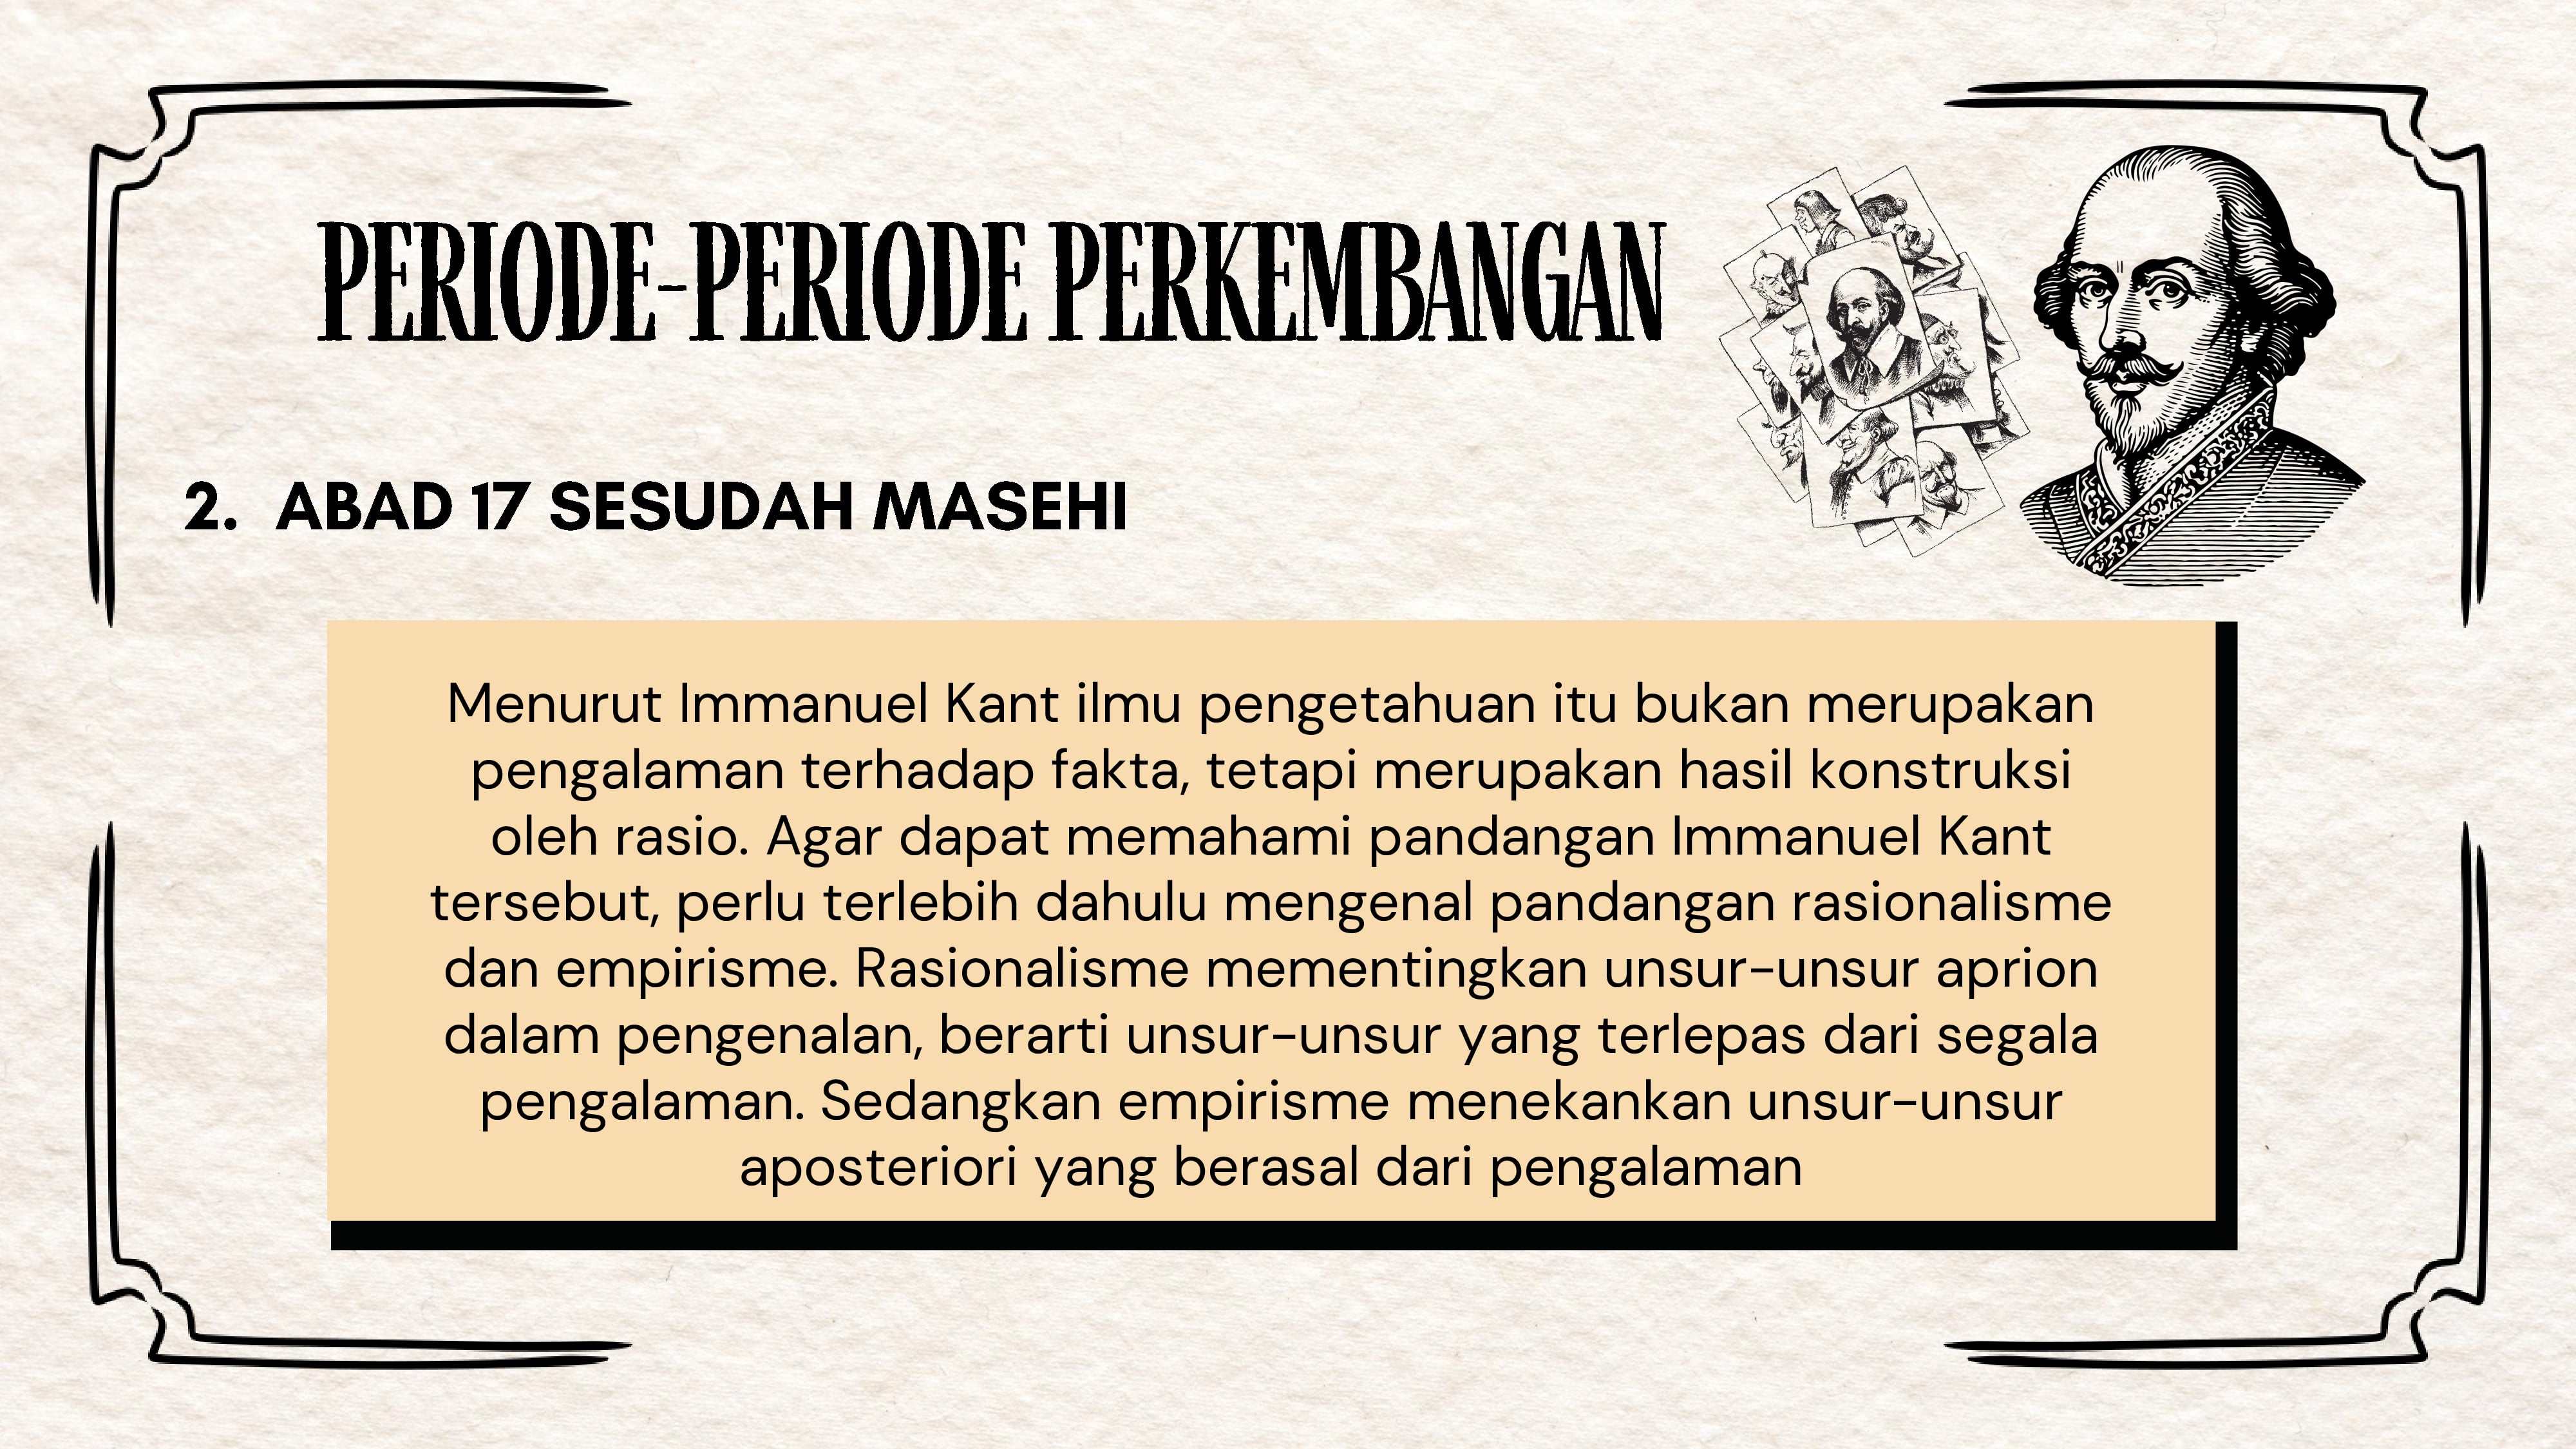 PERIODE-PERIODE PERKEMBANGAN
2. ABAD 17 SESUDAH MASEHI
Menurut Immanuel Kant ilmu pengetahuan itu bukan merupakan
pengalaman terhadap fakta, tetapi merupakan hasil konstruksi
oleh rasio. Agar dapat memahami pandangan Immanuel Kant
tersebut, perlu terlebih dahulu mengenal pandangan rasionalisme
dan empirisme. Rasionalisme mementingkan unsur-unsur aprion
dalam pengenalan, berarti unsur-unsur yang terlepas dari segala
pengalaman. Sedangkan empirisme menekankan unsur-unsur
aposteriori yang berasal dari pengalaman